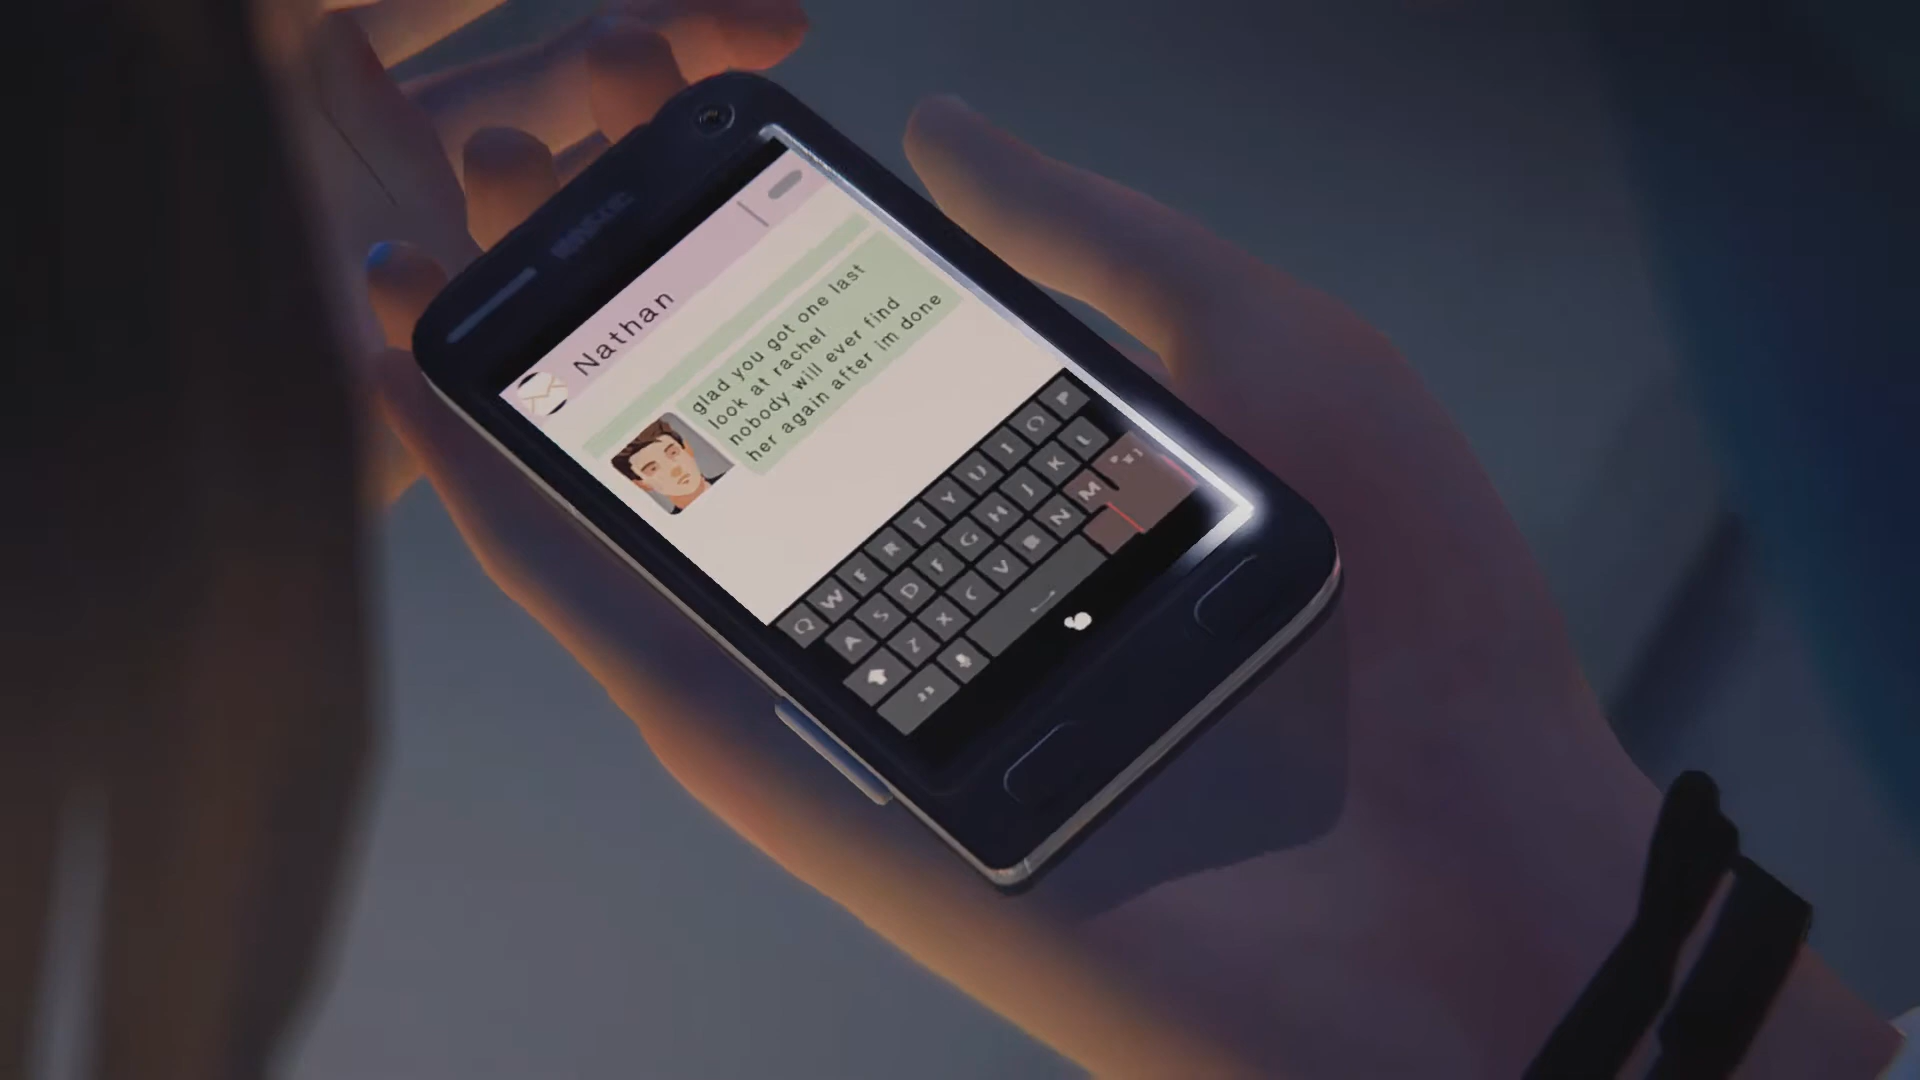 Nathan
glad you got one last
look at rachel
nobody will ever find
her again after im done
Q W E R T Y U I O P
A S D F G H J K L
Z X C V B N M